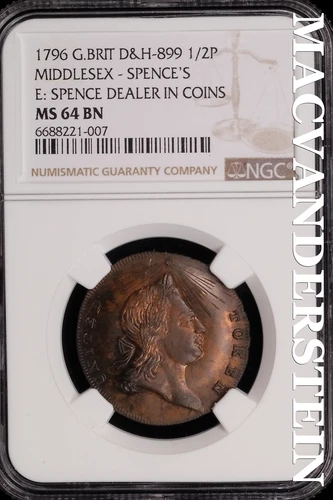 1796 G.BRIT D&H-899 1/2P
MIDDLESEX - SPENCE'S
E: SPENCE DEALER IN COINS
MS 64 BN
6688221-007
NUMISMATIC GUARANTY COMPANY
NGC
TOKEN
MACVANDERSTEIN